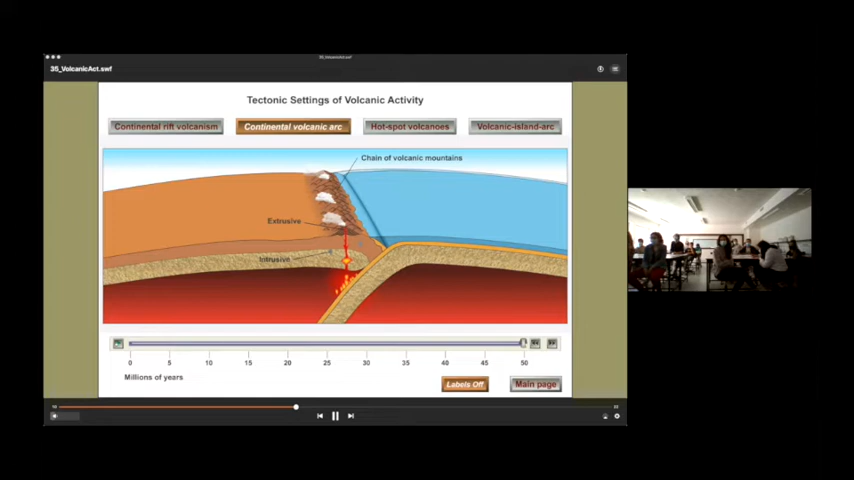 35_VolcanicAct.swf
35_VolcanicAct.swf
Tectonic Settings of Volcanic Activity
Continental rift volcanism
Continental volcanic arc
Hot-spot volcanoes
Volcanic-island-arc
Chain of volcanic mountains
Extrusive
Intrusive
0 5 10 15 20 25 30 35 40 45 50
Millions of years
Labels Off
Main page